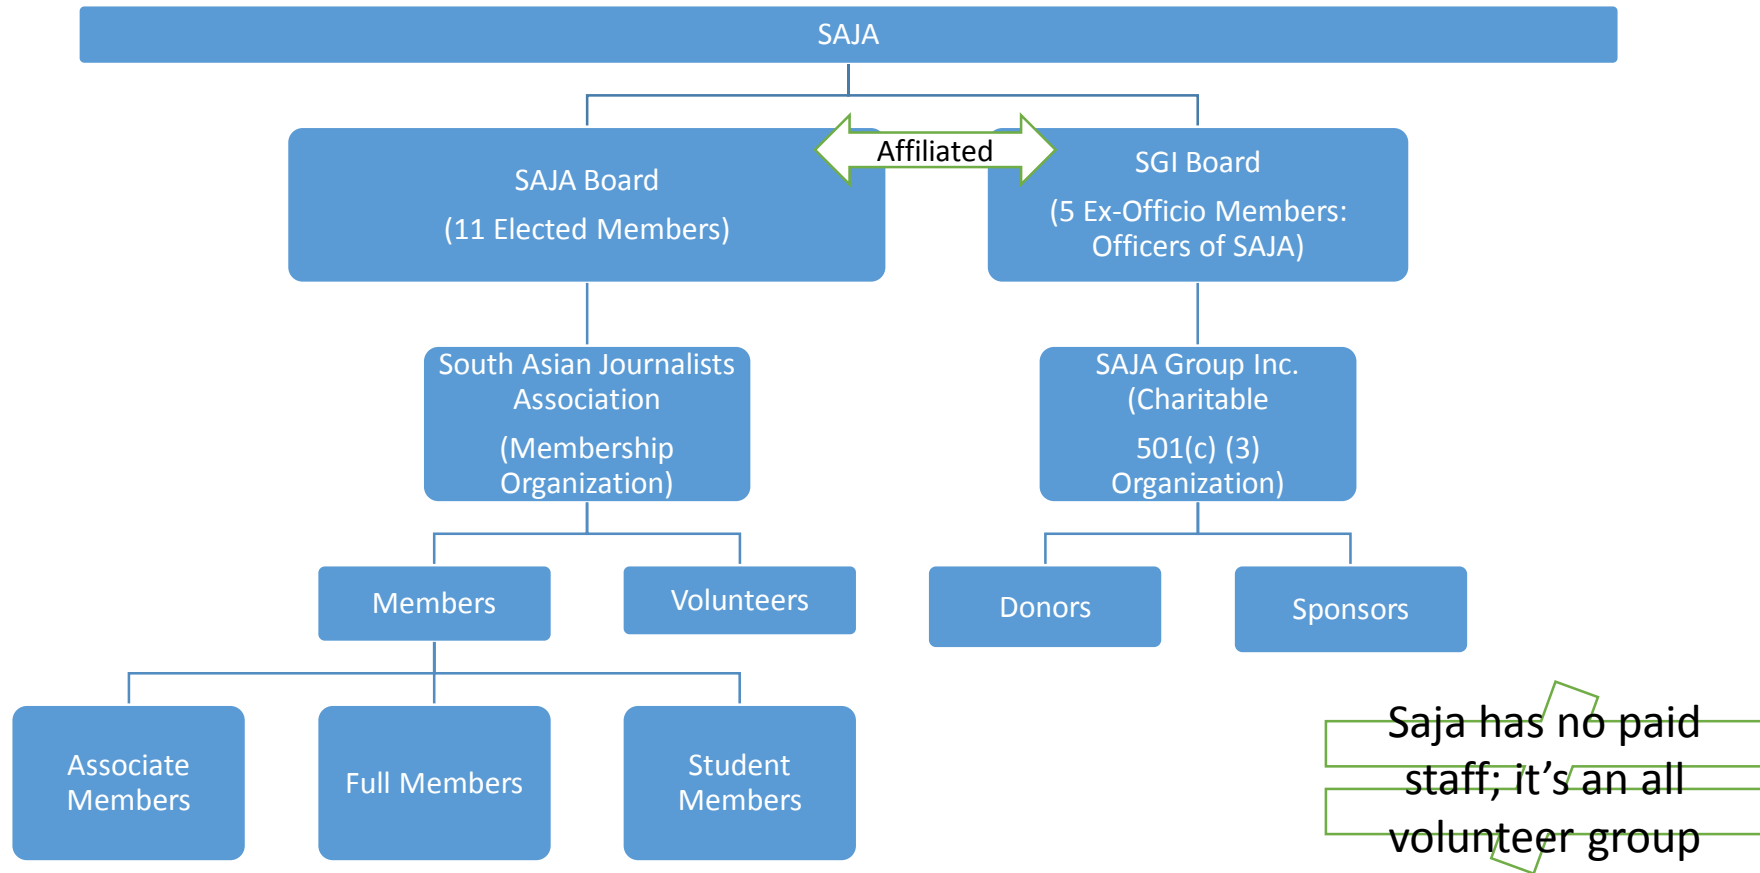 SAJA
Affiliated
SAJA Board
(11 Elected Members)
SGI Board
(5 Ex-Officio Members:
Officers of SAJA)
South Asian Journalists
Association
(Membership
Organization)
SAJA Group Inc.
(Charitable
501(c) (3)
Organization)
Members
Volunteers
Donors
Sponsors
Associate
Members
Full Members
Student
Members
Saja has no paid
staff; it’s an all
volunteer group